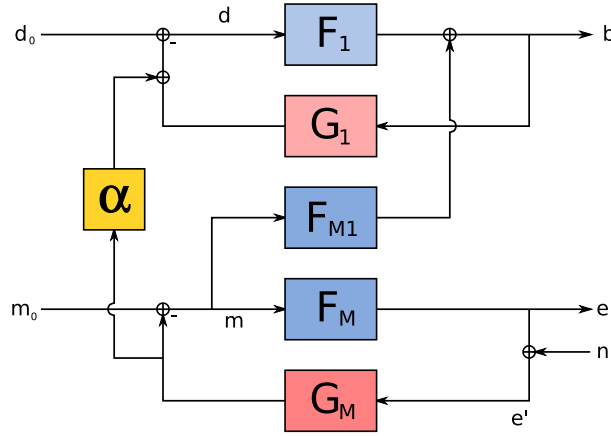 d₀ - d F₁ b
G₁
α
F_M1
m₀ - m F_M e
n
G_M e'